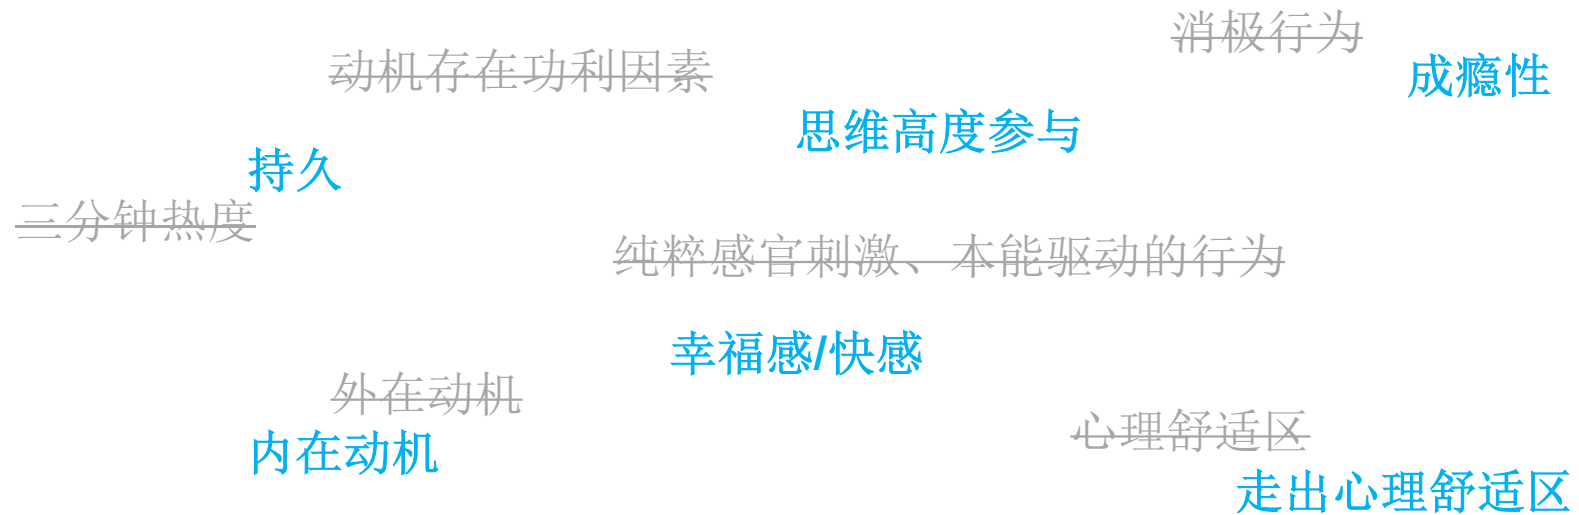 消极行为
动机存在功利因素
成瘾性
思维高度参与
持久
三分钟热度
纯粹感官刺激、本能驱动的行为
幸福感/快感
外在动机
心理舒适区
内在动机
走出心理舒适区